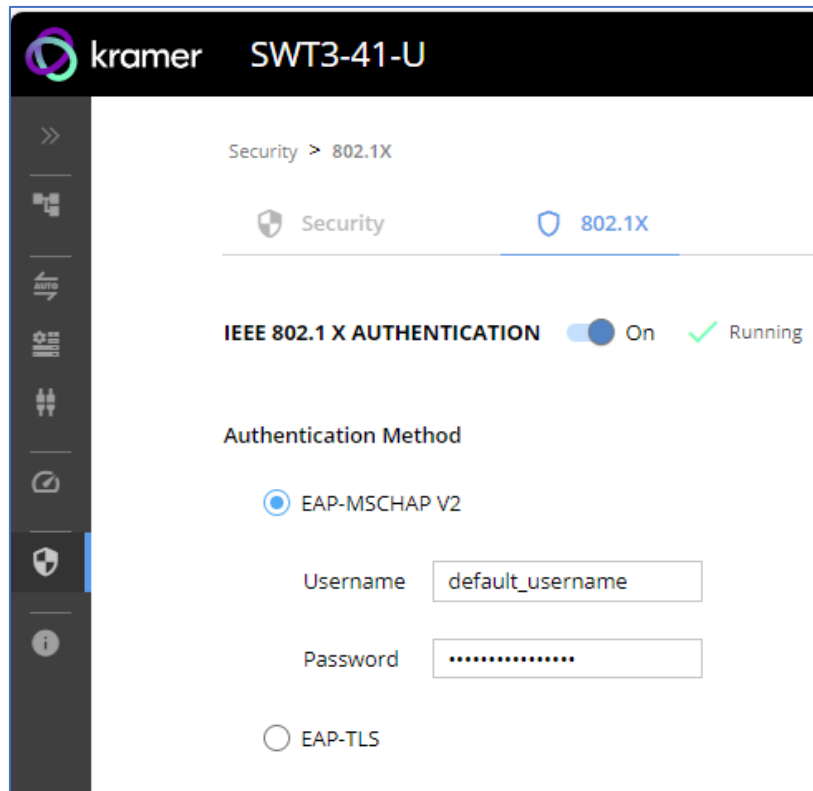 kramer SWT3-41-U
Security > 802.1X
Security 802.1X
AUTO
IEEE 802.1 X AUTHENTICATION On Running
Authentication Method
EAP-MSCHAP V2
Username default_username
Password ••••••••••••••••
EAP-TLS